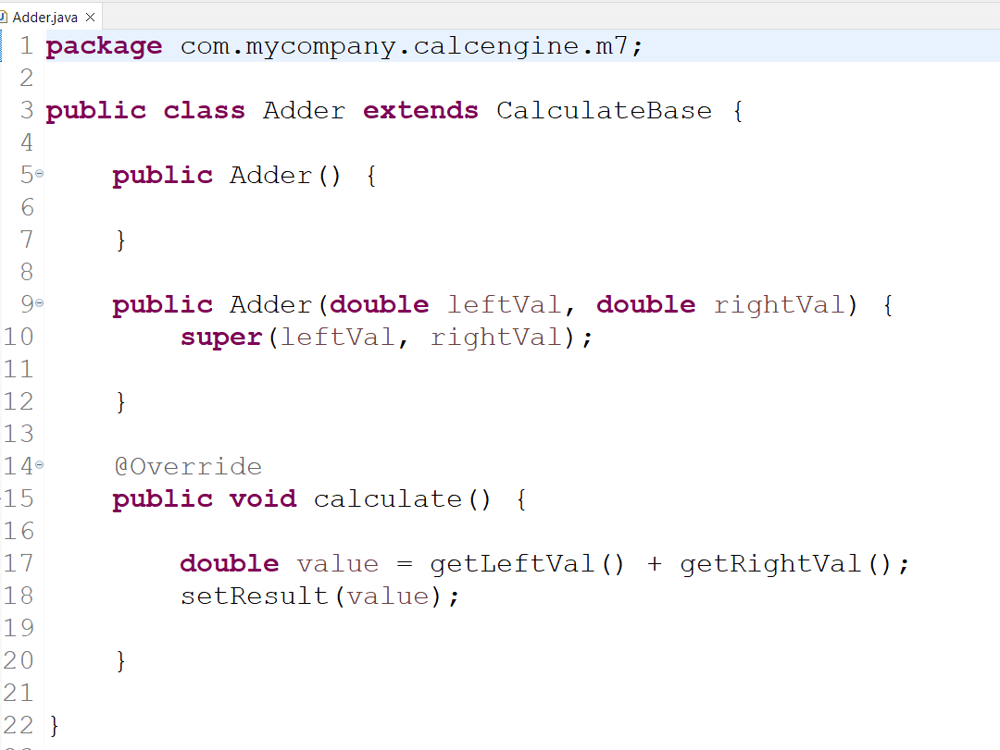 Adder.java
1 package com.mycompany.calcengine.m7;
2
3 public class Adder extends CalculateBase {
4
5 public Adder() {
6
7 }
8
9 public Adder(double leftVal, double rightVal) {
10 super(leftVal, rightVal);
11
12 }
13
14 @Override
15 public void calculate() {
16
17 double value = getLeftVal() + getRightVal();
18 setResult(value);
19
20 }
21
22 }